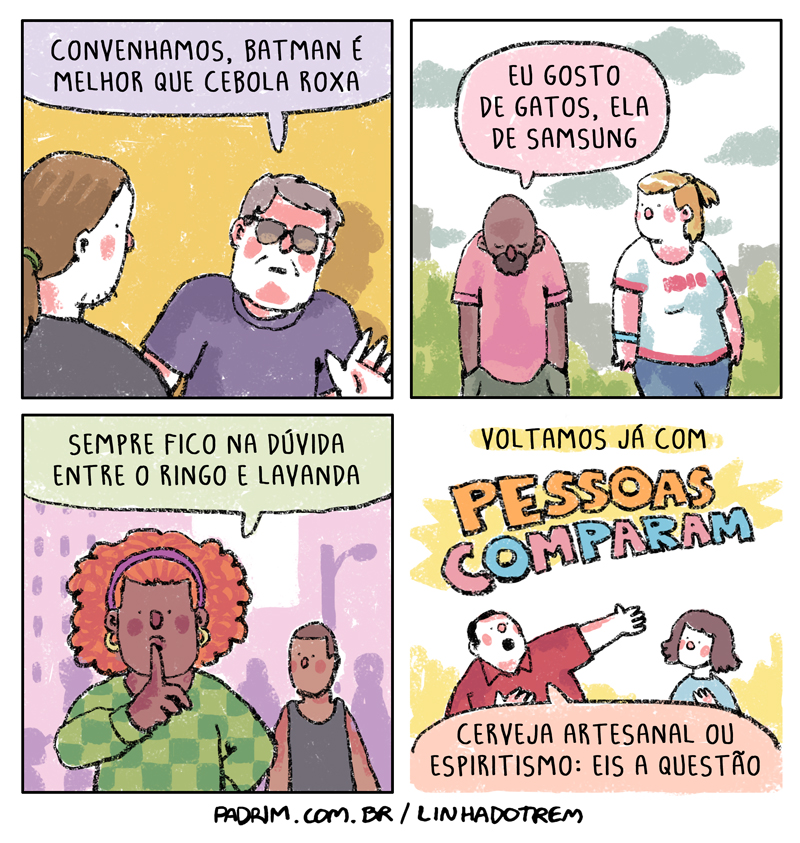 CONVENHAMOS, BATMAN É
MELHOR QUE CEBOLA ROXA
EU GOSTO
DE GATOS, ELA
DE SAMSUNG
SEMPRE FICO NA DÚVIDA
ENTRE O RINGO E LAVANDA
VOLTAMOS JÁ COM
PESSOAS
COMPARAM
CERVEJA ARTESANAL OU
ESPIRITISMO: EIS A QUESTÃO
PADRIM.COM.BR / LINHADOTREM